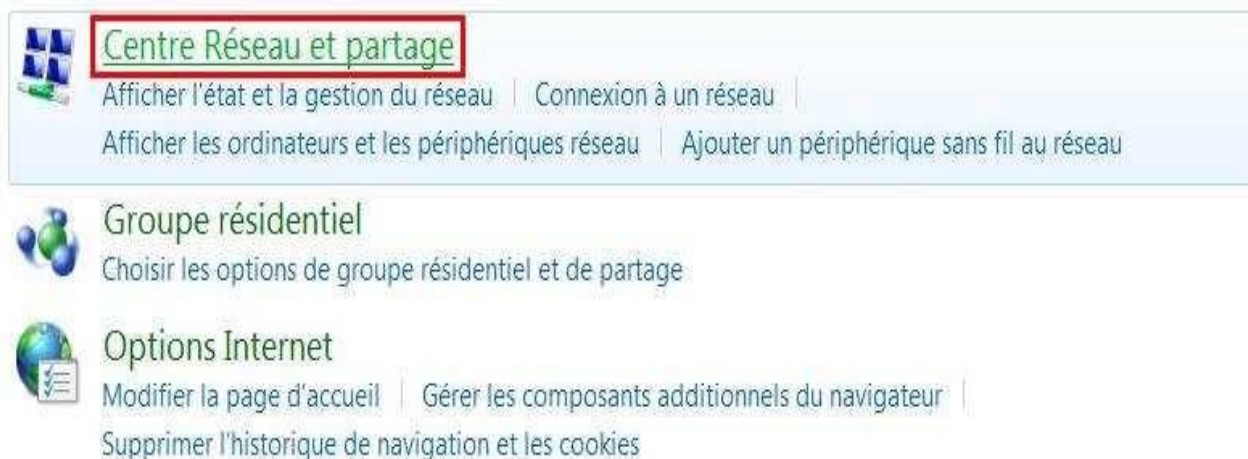 Centre Réseau et partage
Afficher l'état et la gestion du réseau Connexion à un réseau
Afficher les ordinateurs et les périphériques réseau Ajouter un périphérique sans fil au réseau
Groupe résidentiel
Choisir les options de groupe résidentiel et de partage
Options Internet
Modifier la page d'accueil Gérer les composants additionnels du navigateur
Supprimer l'historique de navigation et les cookies